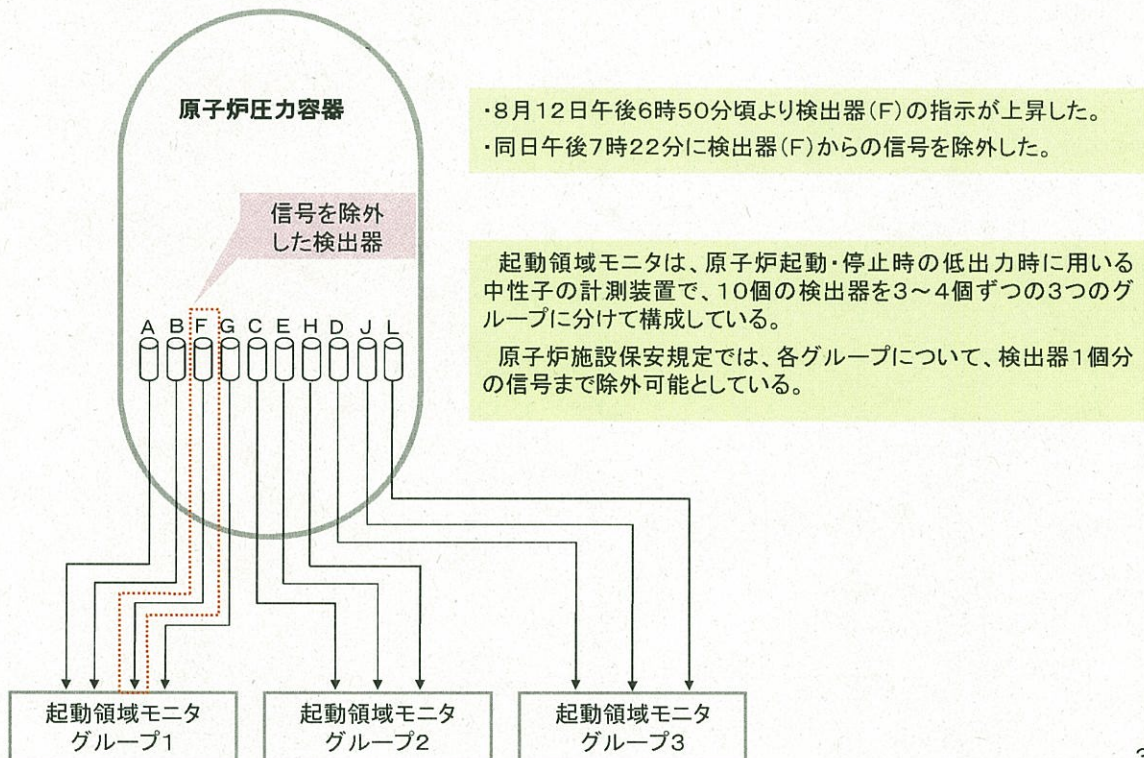 原子炉圧力容器
・8月12日午後6時50分頃より検出器(F)の指示が上昇した。
・同日午後7時22分に検出器(F)からの信号を除外した。
信号を除外
した検出器
起動領域モニタは、原子炉起動・停止時の低出力時に用いる
中性子の計測装置で、10個の検出器を3～4個ずつの3つのグ
ループに分けて構成している。
原子炉施設保安規定では、各グループについて、検出器1個分
の信号まで除外可能としている。
A B F G C E H D J L
起動領域モニタ
グループ1
起動領域モニタ
グループ2
起動領域モニタ
グループ3